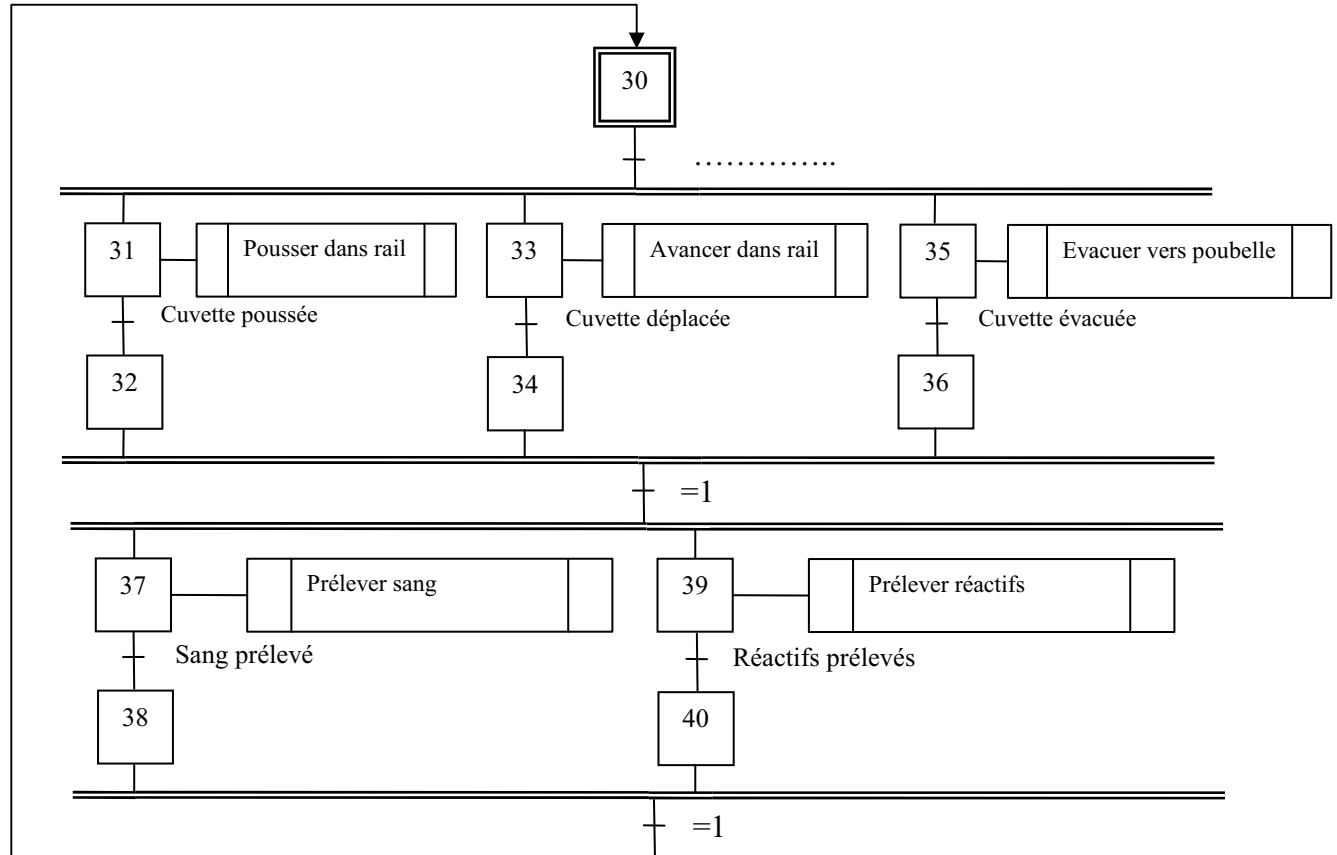 30
…………..
31
Pousser dans rail
33
Avancer dans rail
35
Evacuer vers poubelle
Cuvette poussée
Cuvette déplacée
Cuvette évacuée
32
34
36
=1
37
Prélever sang
39
Prélever réactifs
Sang prélevé
Réactifs prélevés
38
40
=1